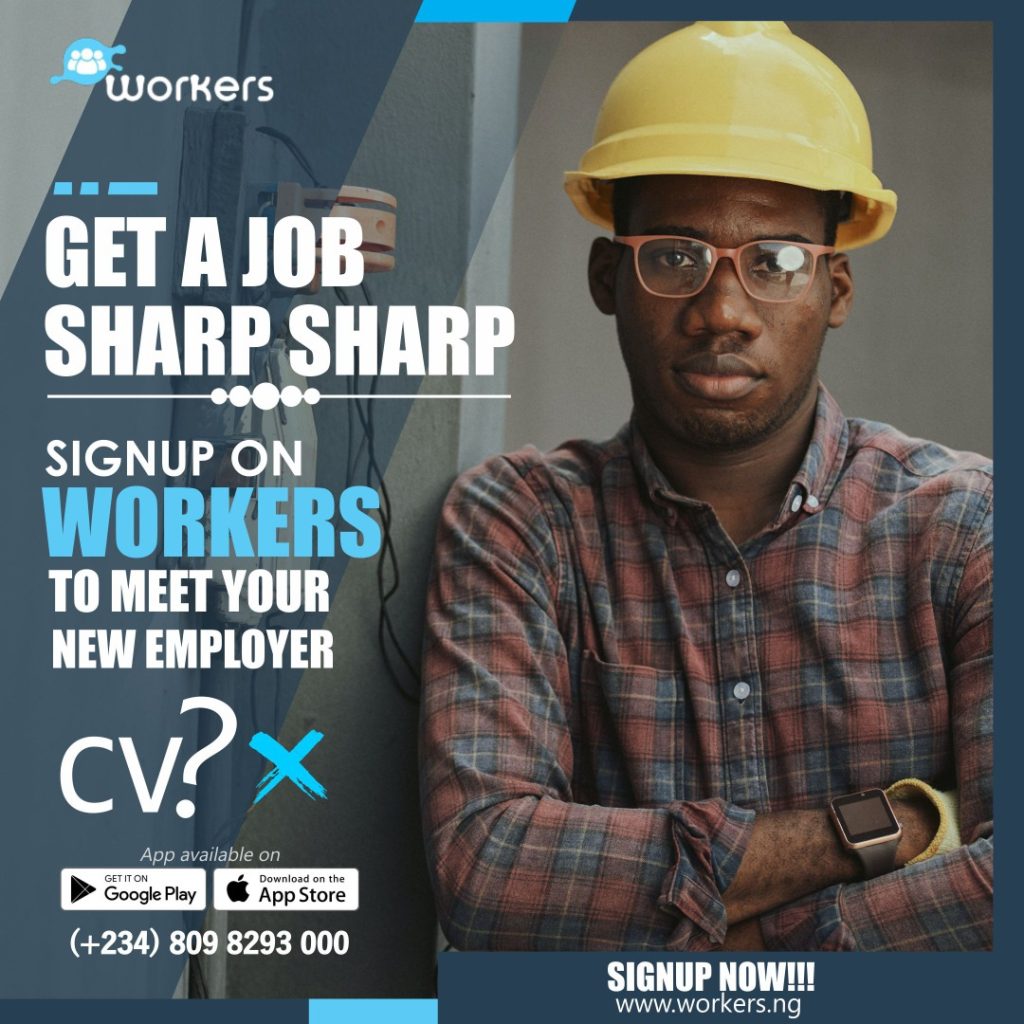 workers
GET A JOB
SHARP SHARP
SIGNUP ON
WORKERS
TO MEET YOUR
NEW EMPLOYER
CV?
App available on
GET IT ON
Google Play
Download on the
App Store
(+234) 809 8293 000
SIGNUP NOW!!!
www.workers.ng